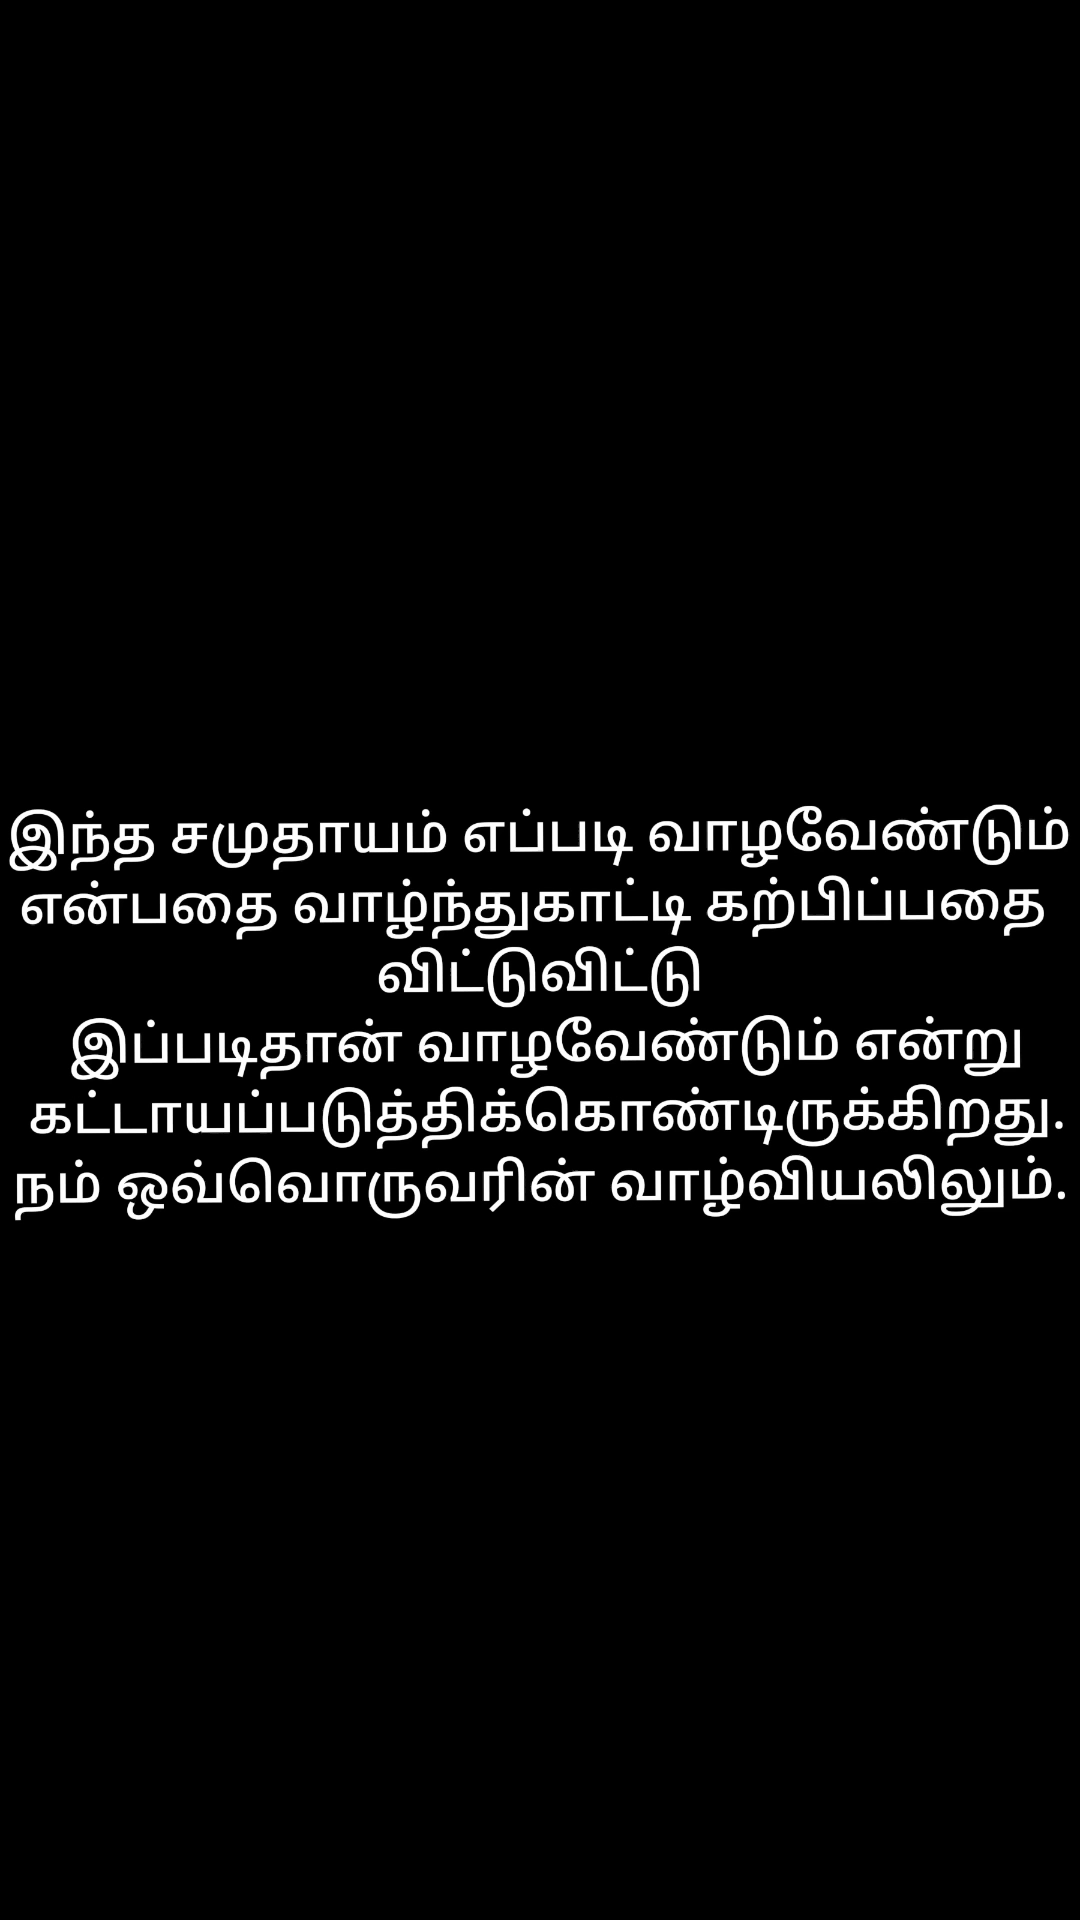 இந்த சமுதாயம் எப்படி வாழவேண்டும்
என்பதை வாழ்ந்துகாட்டி கற்பிப்பதை
விட்டுவிட்டு
இப்படிதான் வாழவேண்டும் என்று
கட்டாயப்படுத்திக்கொண்டிருக்கிறது.
நம் ஒவ்வொருவரின் வாழ்வியலிலும்.